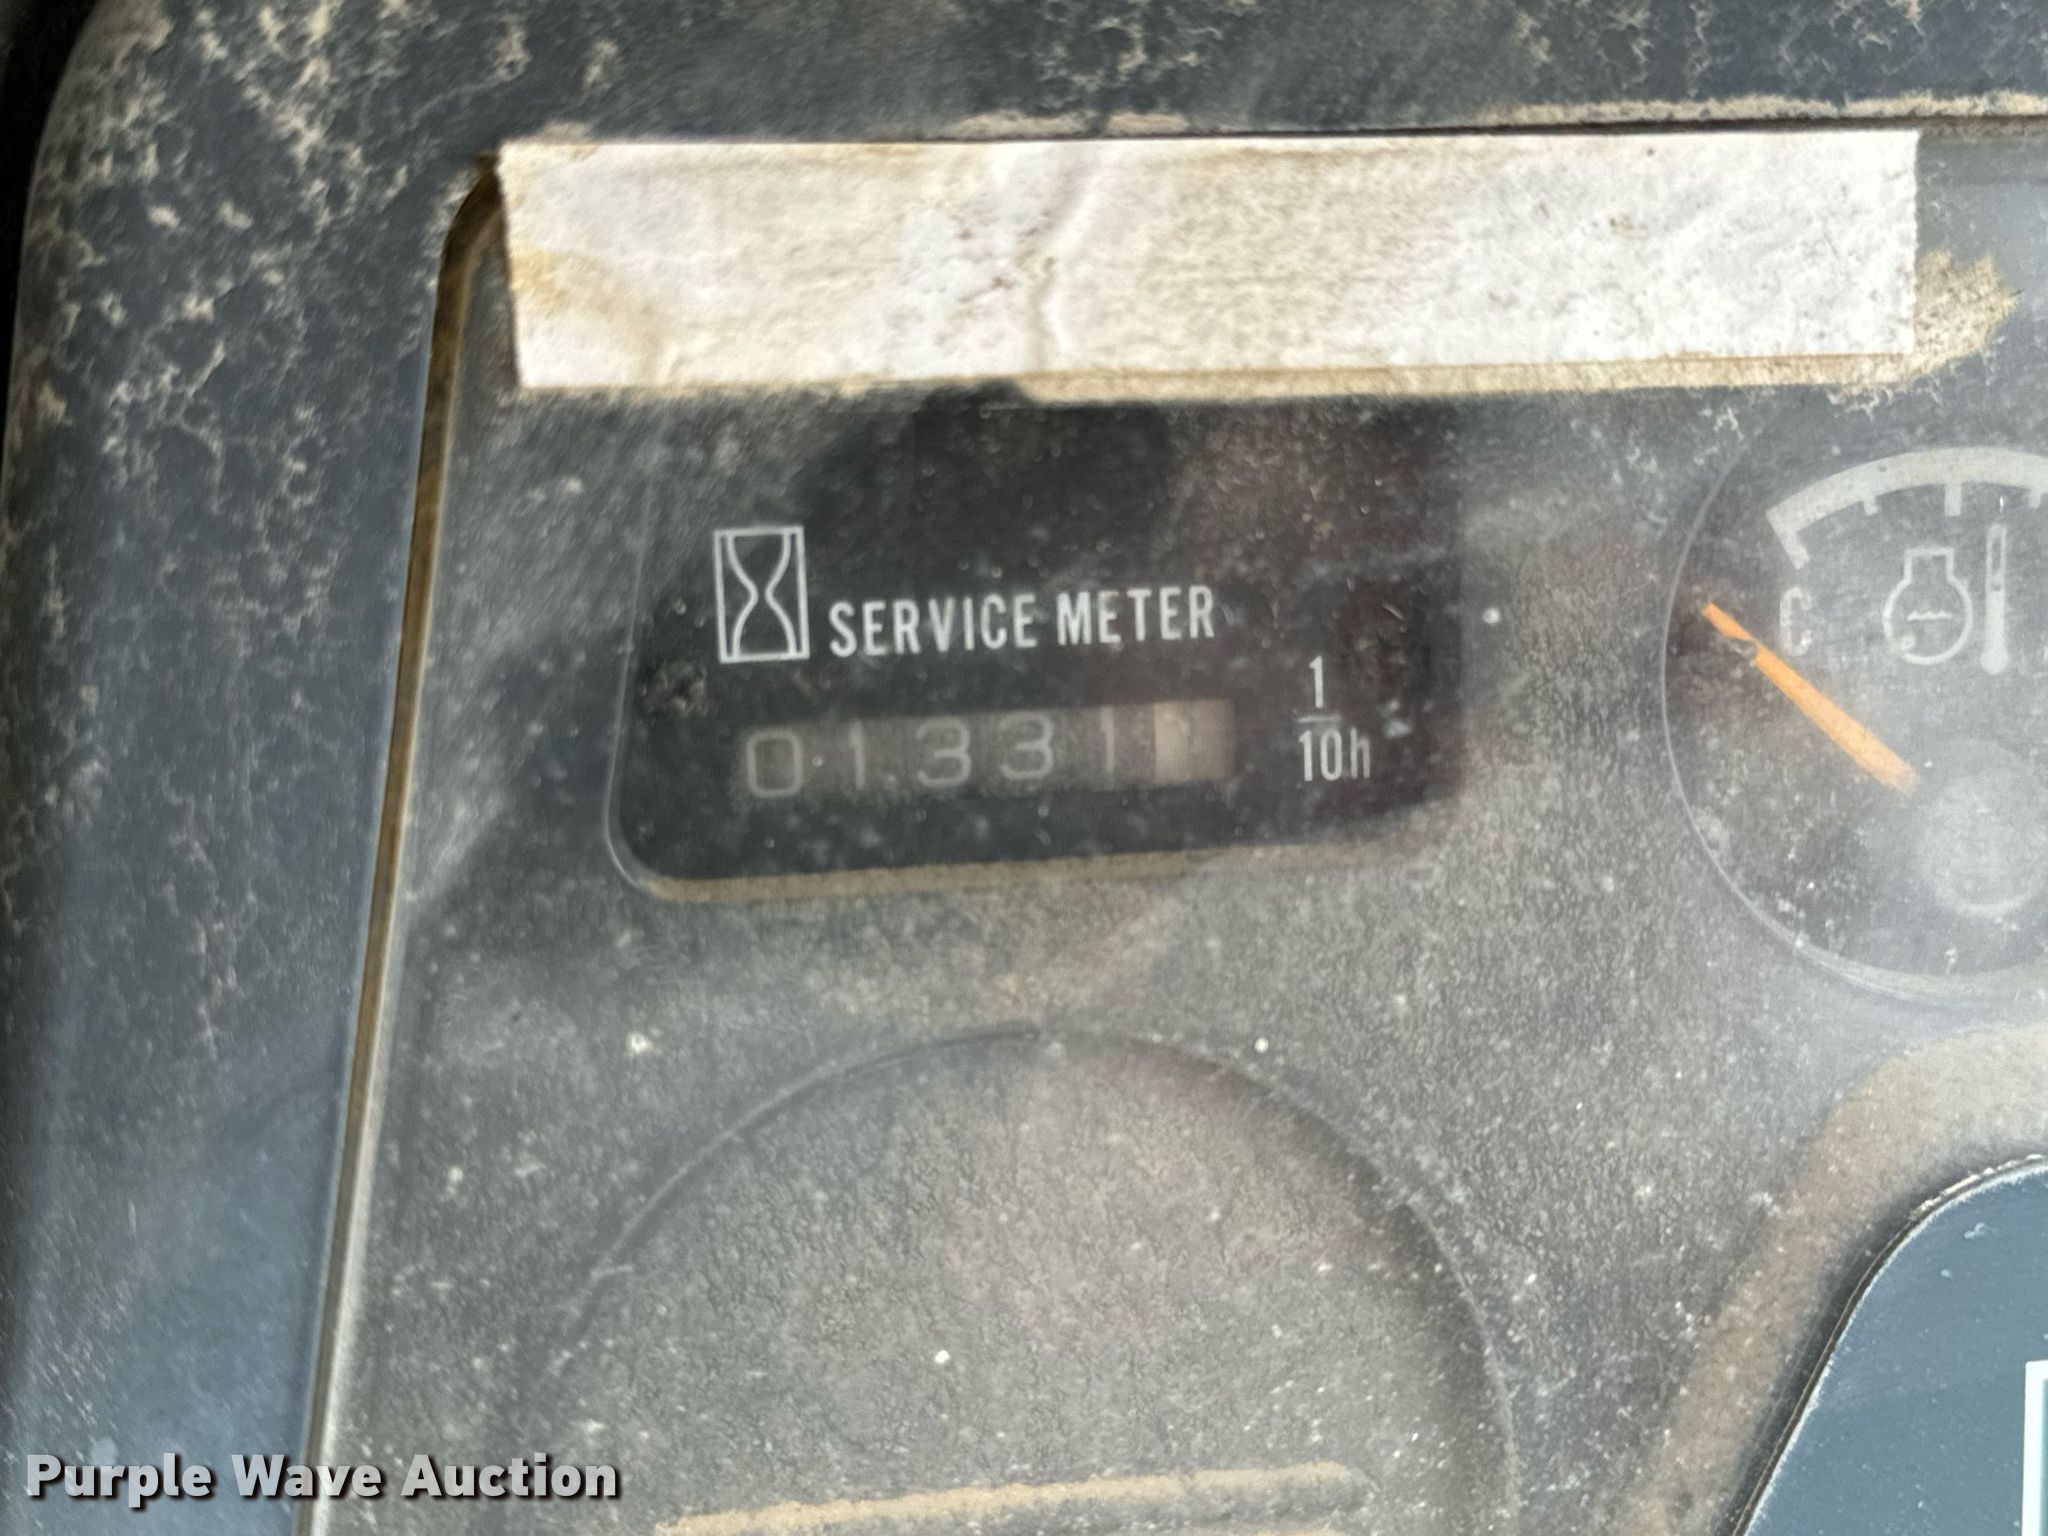 SERVICE METER
01331
1/10h
C
Purple Wave Auction